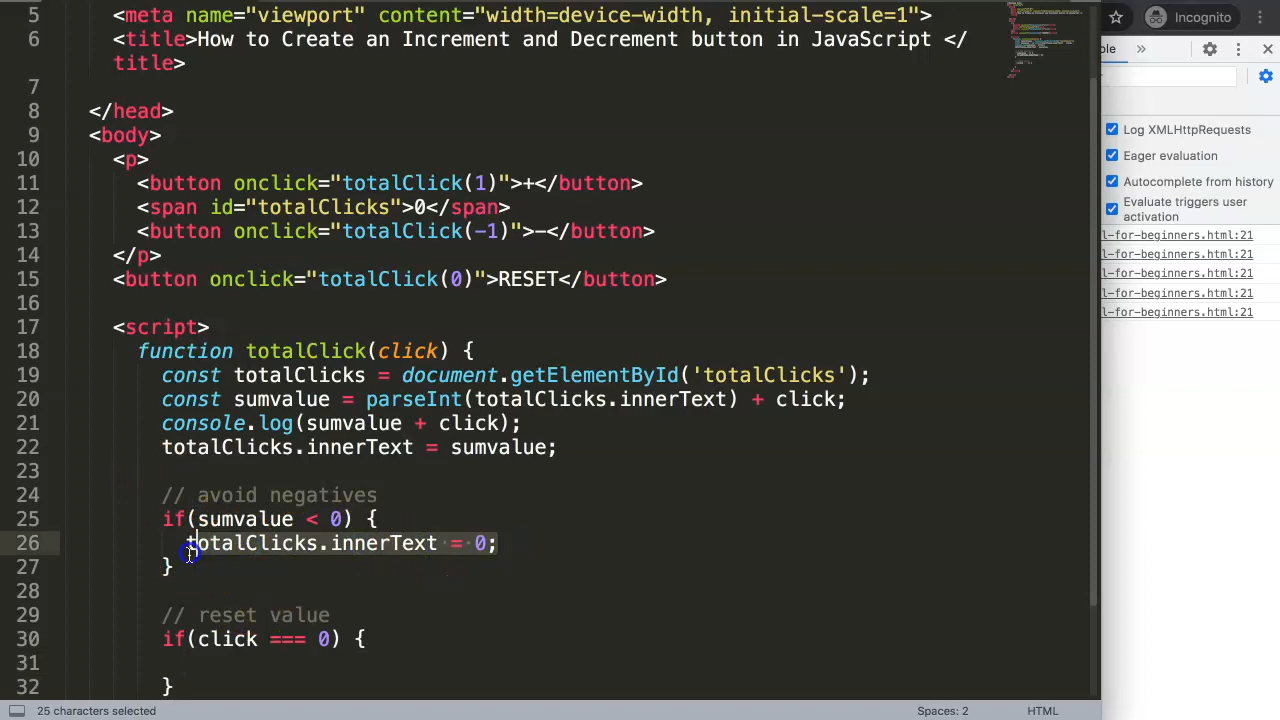 5 <meta name="viewport" content="width=device-width, initial-scale=1">
6 <title>How to Create an Increment and Decrement button in JavaScript </
title>
7
8 </head>
9 <body>
10 <p>
11 <button onclick="totalClick(1)">+</button>
12 <span id="totalClicks">0</span>
13 <button onclick="totalClick(-1)">-</button>
14 </p>
15 <button onclick="totalClick(0)">RESET</button>
16
17 <script>
18 function totalClick(click) {
19 const totalClicks = document.getElementById('totalClicks');
20 const sumvalue = parseInt(totalClicks.innerText) + click;
21 console.log(sumvalue + click);
22 totalClicks.innerText = sumvalue;
23
24 // avoid negatives
25 if(sumvalue < 0) {
26 totalClicks.innerText = 0;
27 }
28
29 // reset value
30 if(click === 0) {
31
32 }
25 characters selected
Spaces: 2
HTML
Incognito
Log XMLHttpRequests
Eager evaluation
Autocomplete from history
Evaluate triggers user
activation
l-for-beginners.html:21
l-for-beginners.html:21
l-for-beginners.html:21
l-for-beginners.html:21
l-for-beginners.html:21